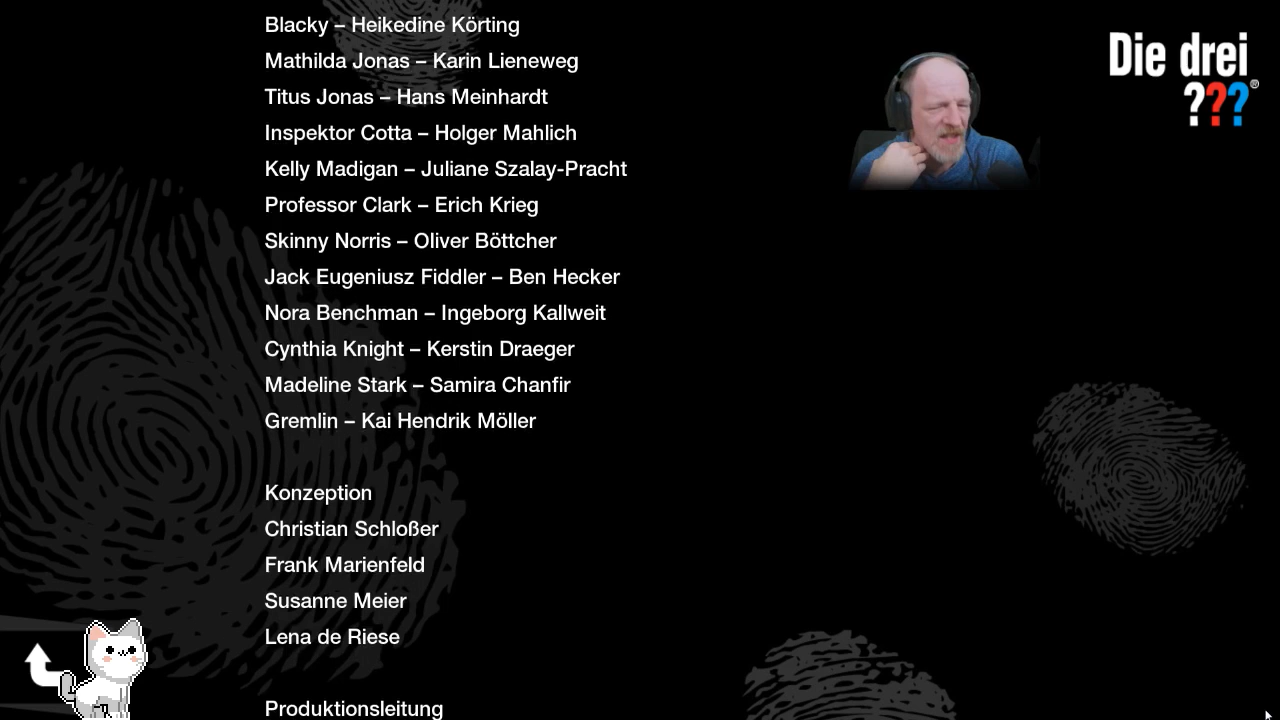 Blacky – Heikedine Körting
Mathilda Jonas – Karin Lieneweg
Titus Jonas – Hans Meinhardt
Inspektor Cotta – Holger Mahlich
Kelly Madigan – Juliane Szalay-Pracht
Professor Clark – Erich Krieg
Skinny Norris – Oliver Böttcher
Jack Eugeniusz Fiddler – Ben Hecker
Nora Benchman – Ingeborg Kallweit
Cynthia Knight – Kerstin Draeger
Madeline Stark – Samira Chanfir
Gremlin – Kai Hendrik Möller
Konzeption
Christian Schloßer
Frank Marienfeld
Susanne Meier
Lena de Riese
Produktionsleitung
Die drei
???®